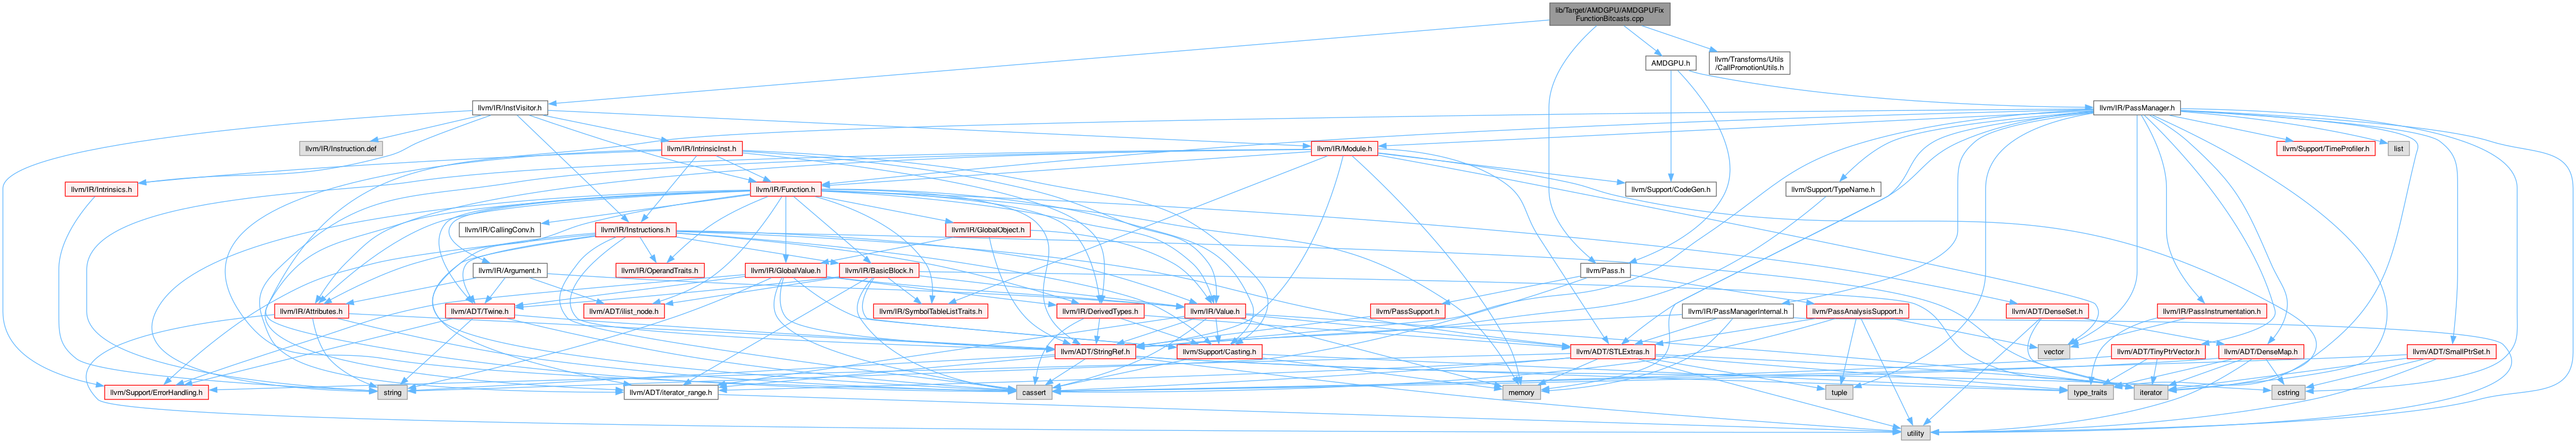 lib/Target/AMDGPU/AMDGPUFix
FunctionBitcasts.cpp
AMDGPU.h
llvm/Transforms/Utils
/CallPromotionUtils.h
llvm/IR/InstVisitor.h
llvm/IR/PassManager.h
llvm/IR/Instruction.def
llvm/IR/IntrinsicInst.h
llvm/IR/Module.h
llvm/Support/TimeProfiler.h
list
llvm/IR/Intrinsics.h
llvm/IR/Function.h
llvm/Support/CodeGen.h
llvm/Support/TypeName.h
llvm/IR/CallingConv.h
llvm/IR/Instructions.h
llvm/IR/GlobalObject.h
llvm/IR/Argument.h
llvm/IR/OperandTraits.h
llvm/IR/GlobalValue.h
llvm/IR/BasicBlock.h
llvm/Pass.h
llvm/IR/Attributes.h
llvm/ADT/Twine.h
llvm/ADT/ilist_node.h
llvm/IR/SymbolTableListTraits.h
llvm/IR/DerivedTypes.h
llvm/IR/Value.h
llvm/PassSupport.h
llvm/IR/PassManagerInternal.h
llvm/PassAnalysisSupport.h
llvm/ADT/DenseSet.h
llvm/IR/PassInstrumentation.h
llvm/ADT/StringRef.h
llvm/Support/Casting.h
llvm/ADT/STLExtras.h
vector
llvm/ADT/TinyPtrVector.h
llvm/ADT/DenseMap.h
llvm/ADT/SmallPtrSet.h
llvm/Support/ErrorHandling.h
string
llvm/ADT/iterator_range.h
cassert
memory
tuple
type_traits
iterator
cstring
utility